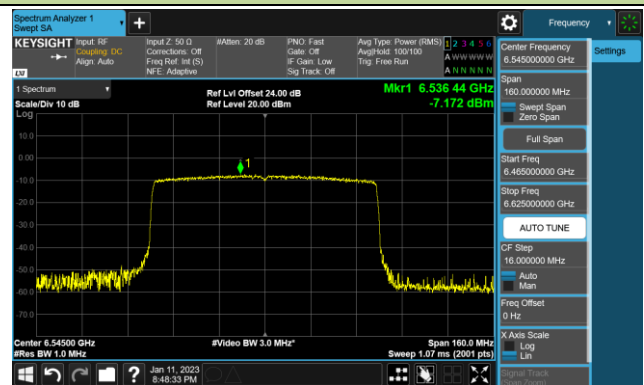 Spectrum Analyzer 1
Swept SA
Frequency
KEYSIGHT
Input: RF
Coupling: DC
Align: Auto
Input Z: 50 Ω
Corrections: Off
Freq Ref: Int (S)
NFE: Adaptive
#Atten: 20 dB
PNO: Fast
Gate: Off
IF Gain: Low
Sig Track: Off
Avg Type: Power (RMS)
Avg|Hold: 100/100
Trig: Free Run
1 2 3 4 5 6
A W W W W W
A N N N N N
LXI
1 Spectrum
Scale/Div 10 dB
Ref Lvl Offset 24.00 dB
Ref Level 20.00 dBm
Mkr1 6.536 44 GHz
-7.172 dBm
Log
10.0
0.00
-10.0
-20.0
-30.0
-40.0
-50.0
-60.0
-70.0
1
Center 6.54500 GHz
#Res BW 1.0 MHz
#Video BW 3.0 MHz*
Span 160.0 MHz
Sweep 1.07 ms (2001 pts)
Center Frequency
6.545000000 GHz
Settings
Span
160.000000 MHz
Swept Span
Zero Span
Full Span
Start Freq
6.465000000 GHz
Stop Freq
6.625000000 GHz
AUTO TUNE
CF Step
16.000000 MHz
Auto
Man
Freq Offset
0 Hz
X Axis Scale
Log
Lin
Signal Track
(Span Zoom)
Jan 11, 2023
8:48:33 PM